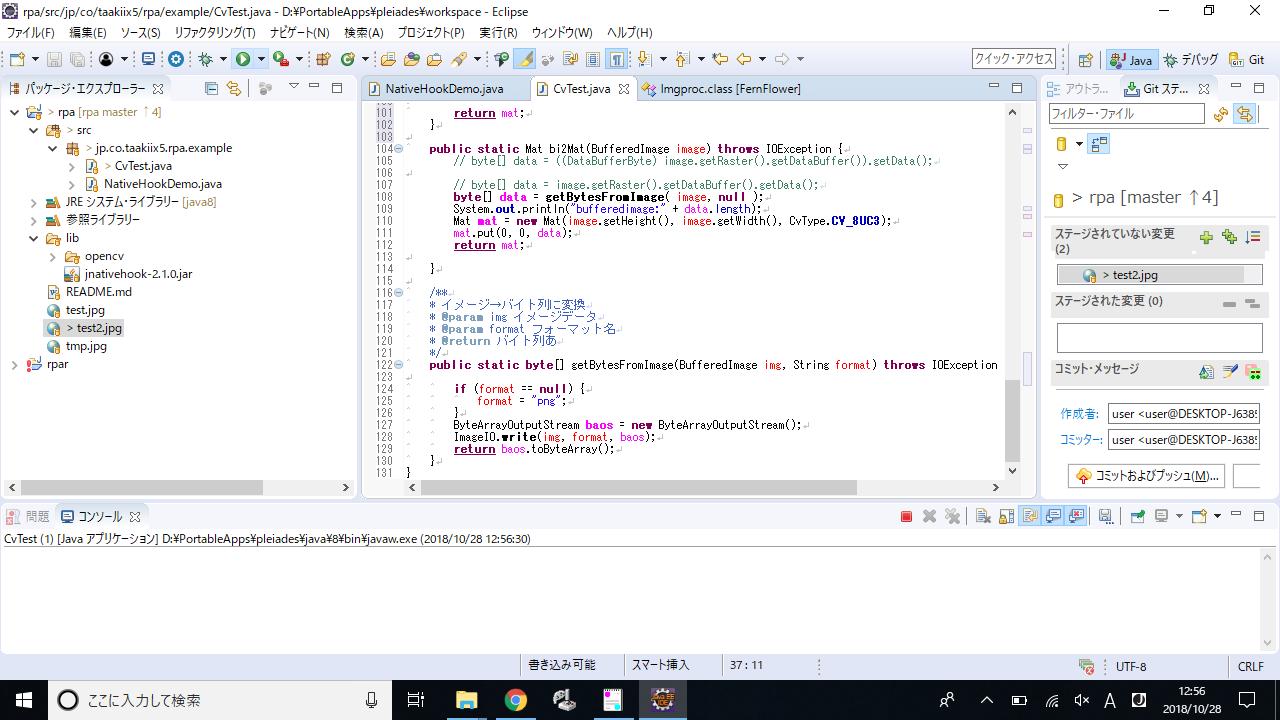 rpa/src/jp/co/taakiix5/rpa/example/CvTest.java - D:¥PortableApps¥pleiades¥workspace - Eclipse
ファイル(F) 編集(E) ソース(S) リファクタリング(T) ナビゲート(N) 検索(A) プロジェクト(P) 実行(R) ウィンドウ(W) ヘルプ(H)
クイック・アクセス Java デバッグ Git
パッケージ・エクスプローラー
> rpa [rpa master ↑4]
> src
> jp.co.taakiix5.rpa.example
> CvTest.java
NativeHookDemo.java
JRE システム・ライブラリー [java8]
参照ライブラリー
lib
opencv
jnativehook-2.1.0.jar
README.md
test.jpg
> test2.jpg
tmp.jpg
rpar
NativeHookDemo.java CvTest.java Imgproc.class [FernFlower]
101 return mat;
102 }
103
104 public static Mat bi2Mat(BufferedImage image) throws IOException {
105 // byte[] data = ((DataBufferByte) image.getRaster().getDataBuffer()).getData();
106
107 // byte[] data = image.getRaster().getDataBuffer().getData();
108 byte[] data = getBytesFromImage( image, null );
109 System.out.println("bufferedimage:" + data.length);
110 Mat mat = new Mat(image.getHeight(), image.getWidth(), CvType.CV_8UC3);
111 mat.put(0, 0, data);
112 return mat;
113
114 }
115
116 /**
117 * イメージ→バイト列に変換
118 * @param img イメージデータ
119 * @param format フォーマット名
120 * @return バイト列あ
121 */
122 public static byte[] getBytesFromImage(BufferedImage img, String format) throws IOException
123
124 if (format == null) {
125 format = "png";
126 }
127 ByteArrayOutputStream baos = new ByteArrayOutputStream();
128 ImageIO.write(img, format, baos);
129 return baos.toByteArray();
130 }
131 }
アウトラ... Git ステ...
フィルター・ファイル
> rpa [master ↑4]
ステージされていない変更 (2)
> test2.jpg
ステージされた変更 (0)
コミット・メッセージ
作成者: user <user@DESKTOP-J6385
コミッター: user <user@DESKTOP-J6385
コミットおよびプッシュ(M)...
問題 コンソール
CvTest (1) [Java アプリケーション] D:¥PortableApps¥pleiades¥java¥8¥bin¥javaw.exe (2018/10/28 12:56:30)
書き込み可能 スマート挿入 37 : 11 UTF-8 CRLF
ここに入力して検索
A
12:56
2018/10/28